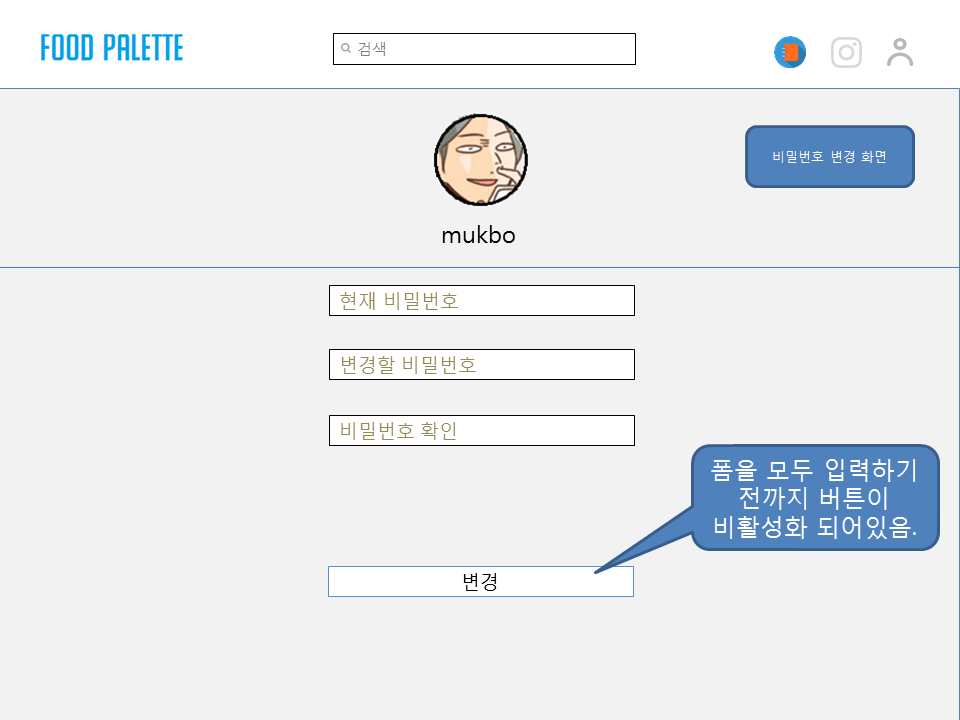 FOOD PALETTE
검색
비밀번호 변경 화면
mukbo
현재 비밀번호
변경할 비밀번호
비밀번호 확인
폼을 모두 입력하기
전까지 버튼이
비활성화 되어있음.
변경